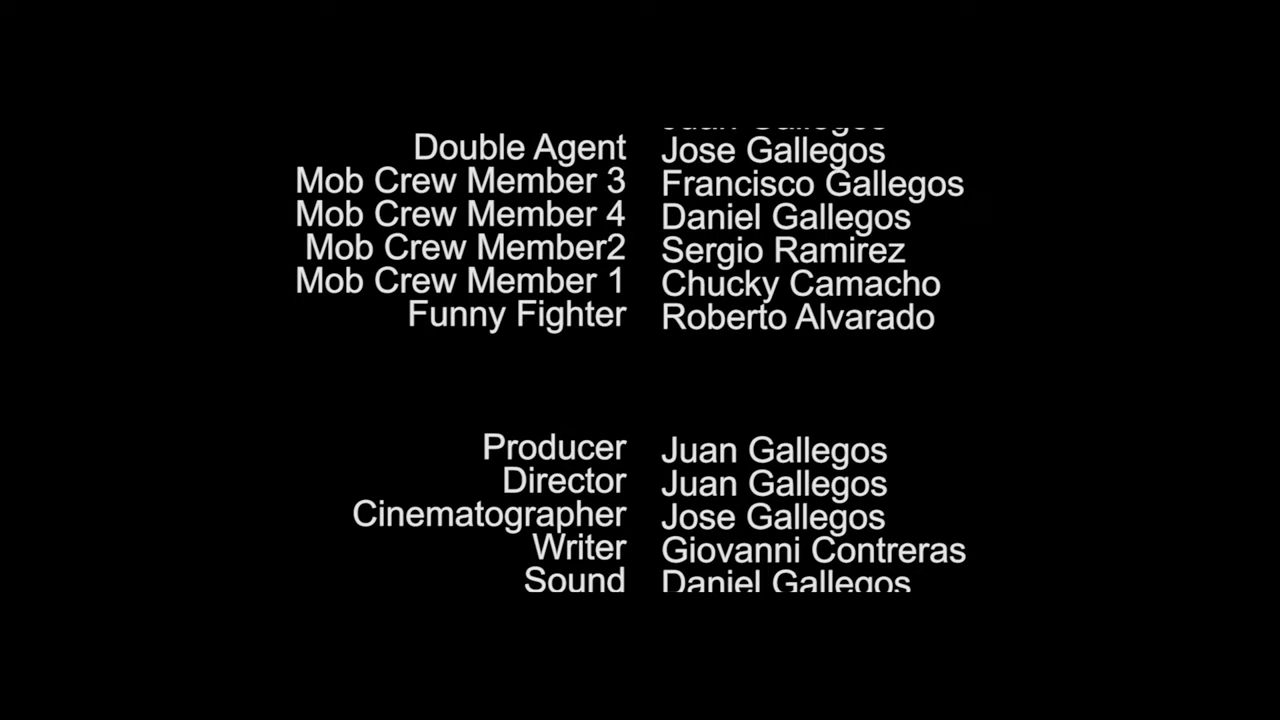 Juan Gallegos
Double Agent Jose Gallegos
Mob Crew Member 3 Francisco Gallegos
Mob Crew Member 4 Daniel Gallegos
Mob Crew Member2 Sergio Ramirez
Mob Crew Member 1 Chucky Camacho
Funny Fighter Roberto Alvarado
Producer Juan Gallegos
Director Juan Gallegos
Cinematographer Jose Gallegos
Writer Giovanni Contreras
Sound Daniel Gallegos